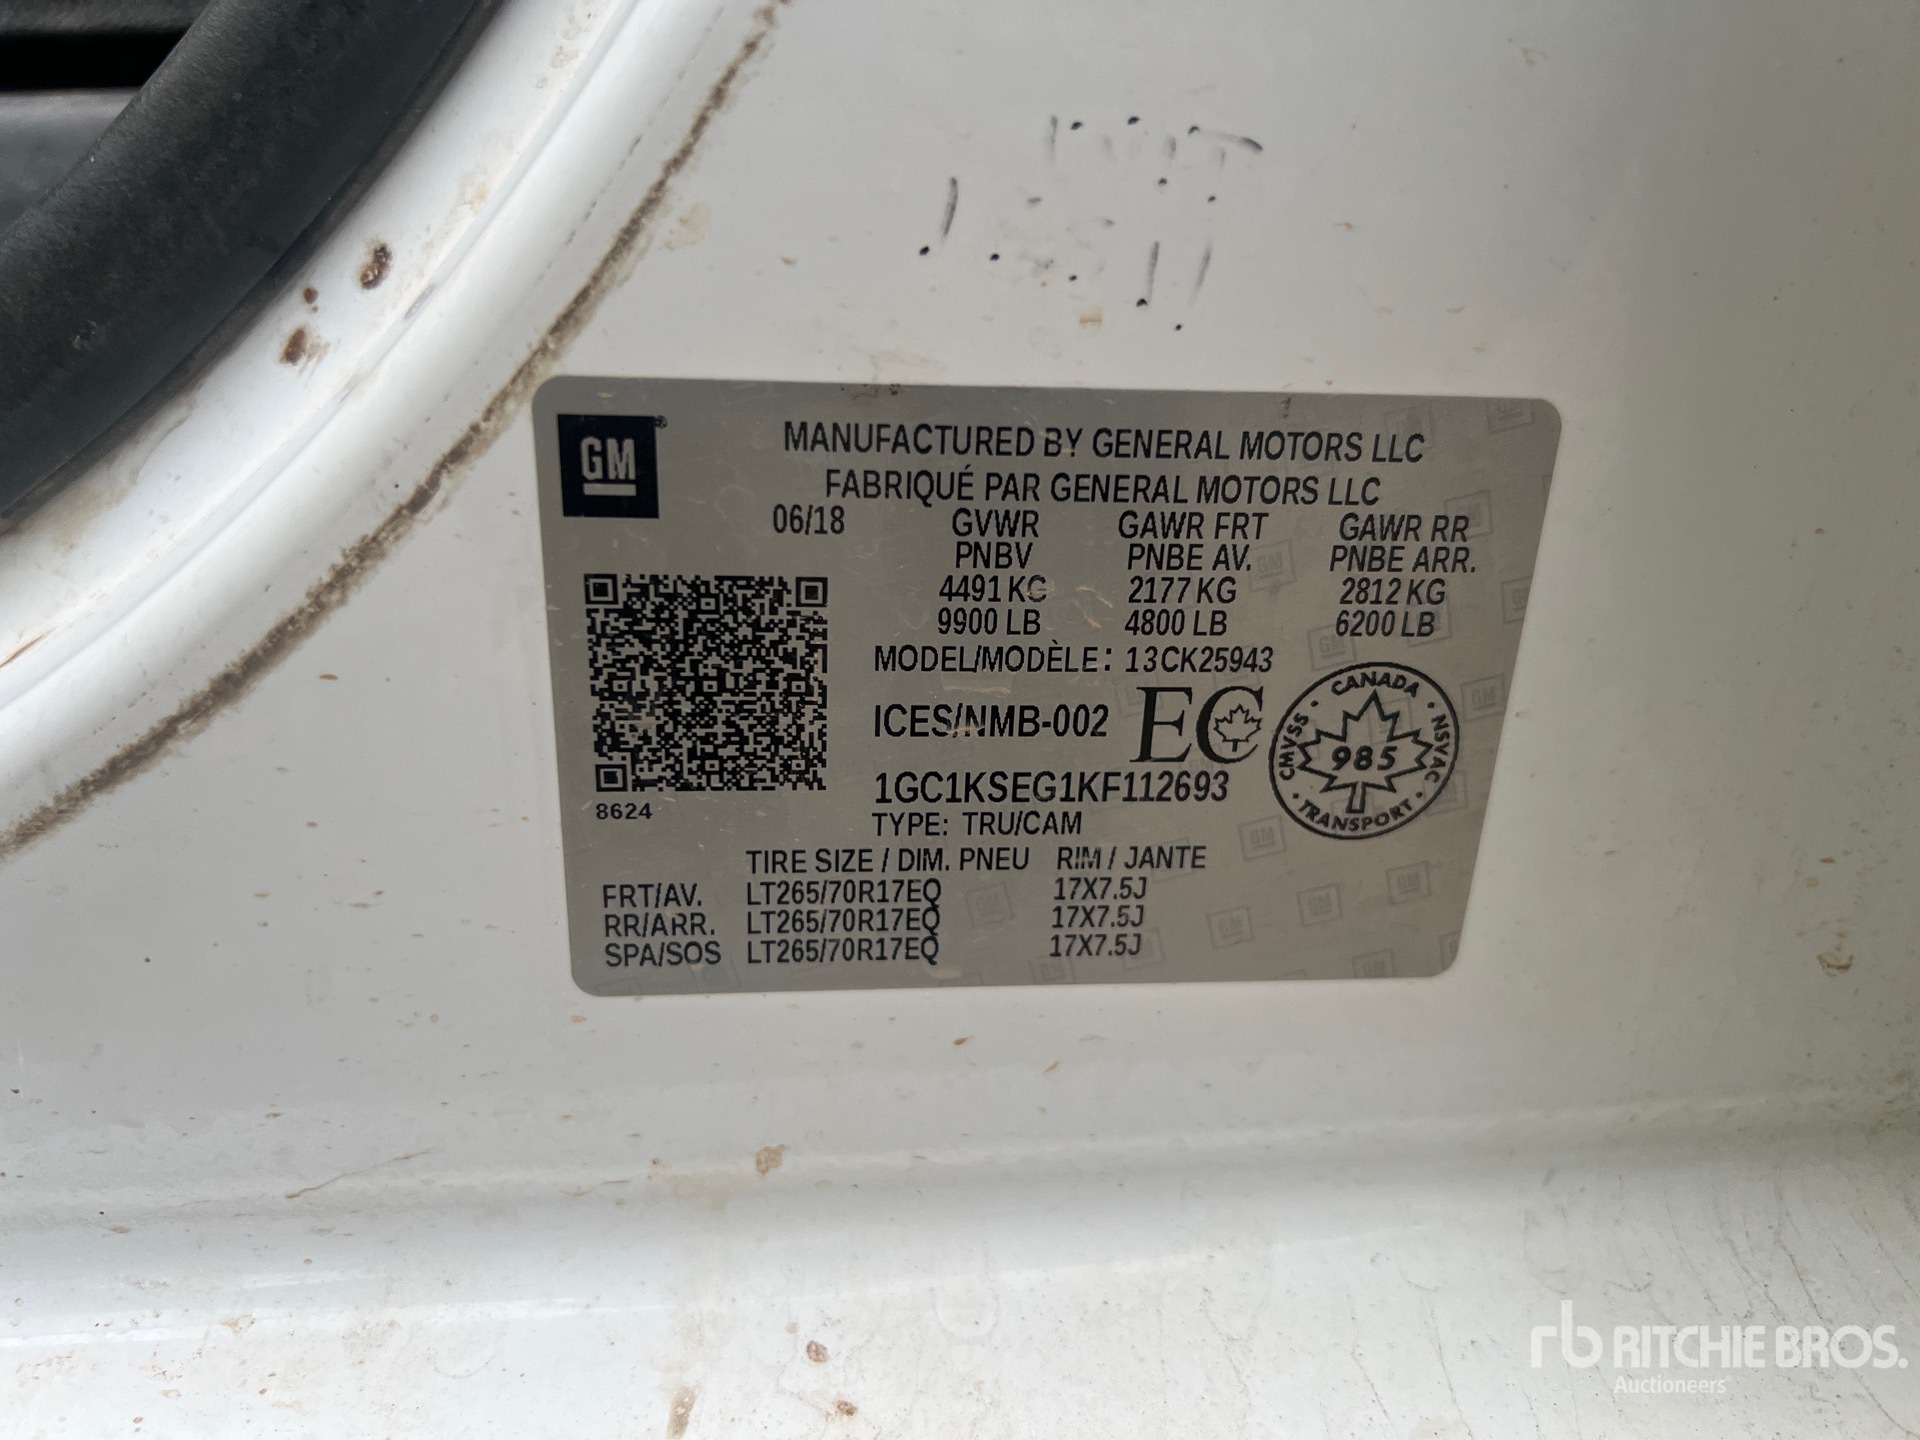 GM
MANUFACTURED BY GENERAL MOTORS LLC
FABRIQUÉ PAR GENERAL MOTORS LLC
06/18 GVWR GAWR FRT GAWR RR
PNBV PNBE AV. PNBE ARR.
4491 KG 2177 KG 2812 KG
9900 LB 4800 LB 6200 LB
MODEL/MODÈLE: 13CK25943
ICES/NMB-002 EC
CANADA
CMVSS 985 NSVAC
TRANSPORT
1GC1KSEG1KF112693
8624
TYPE: TRU/CAM
TIRE SIZE / DIM. PNEU RIM / JANTE
FRT/AV. LT265/70R17EQ 17X7.5J
RR/ARR. LT265/70R17EQ 17X7.5J
SPA/SOS LT265/70R17EQ 17X7.5J
rb RITCHIE BROS.
Auctioneers